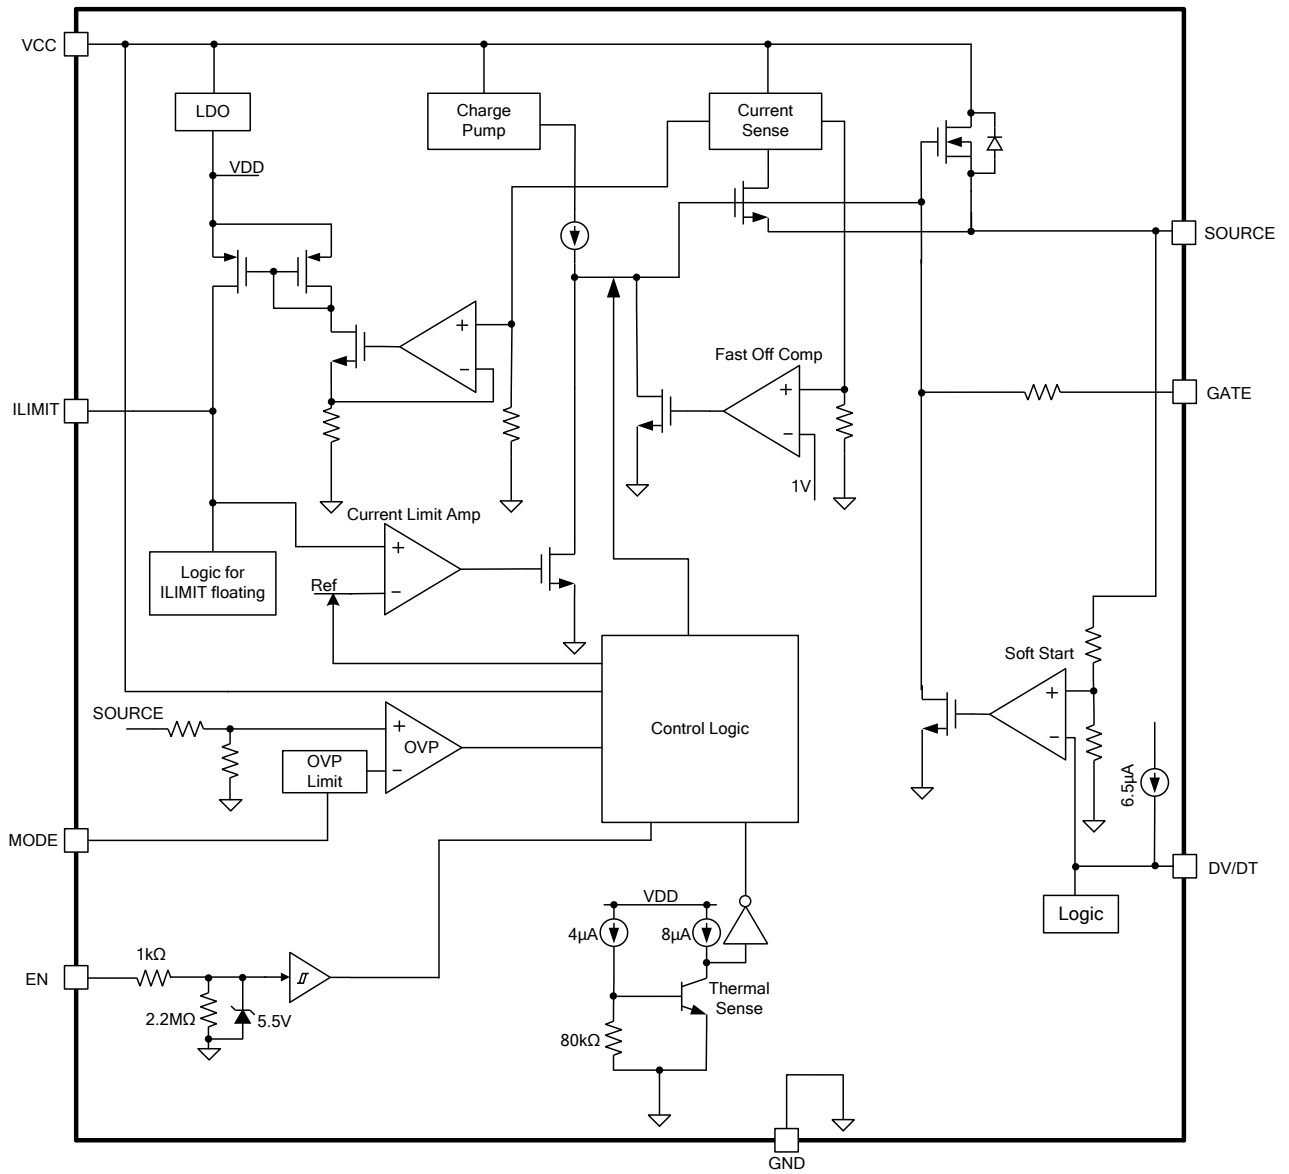 VCC
LDO
Charge
Pump
Current
Sense
VDD
SOURCE
+
−
Fast Off Comp
+
−
1V
GATE
ILIMIT
Current Limit Amp
+
−
Logic for
ILIMIT floating
Ref
Soft Start
+
−
Control Logic
SOURCE
+
OVP
−
OVP
Limit
6.5µA
MODE
DV/DT
Logic
VDD
4µA
8µA
EN
1kΩ
2.2MΩ
5.5V
Thermal
Sense
80kΩ
GND